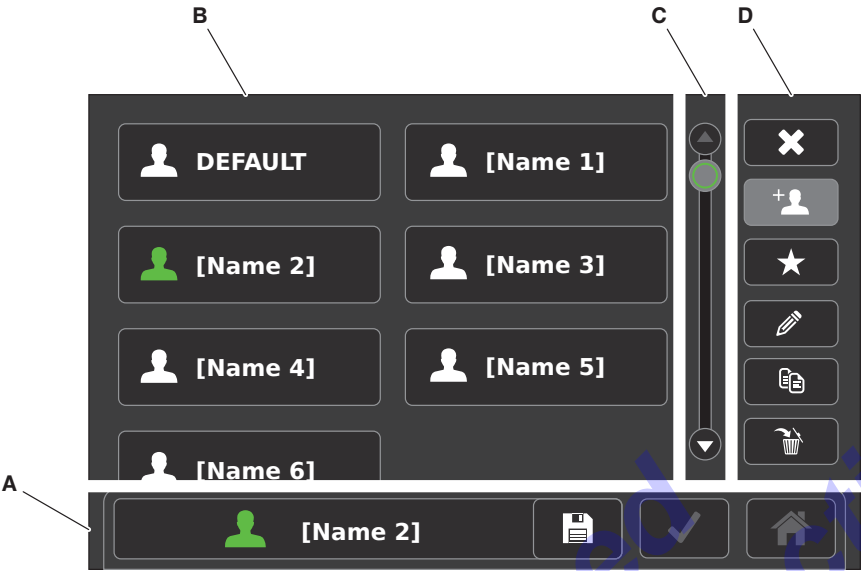 B
C
D
DEFAULT
[Name 1]
[Name 2]
[Name 3]
[Name 4]
[Name 5]
[Name 6]
A
[Name 2]